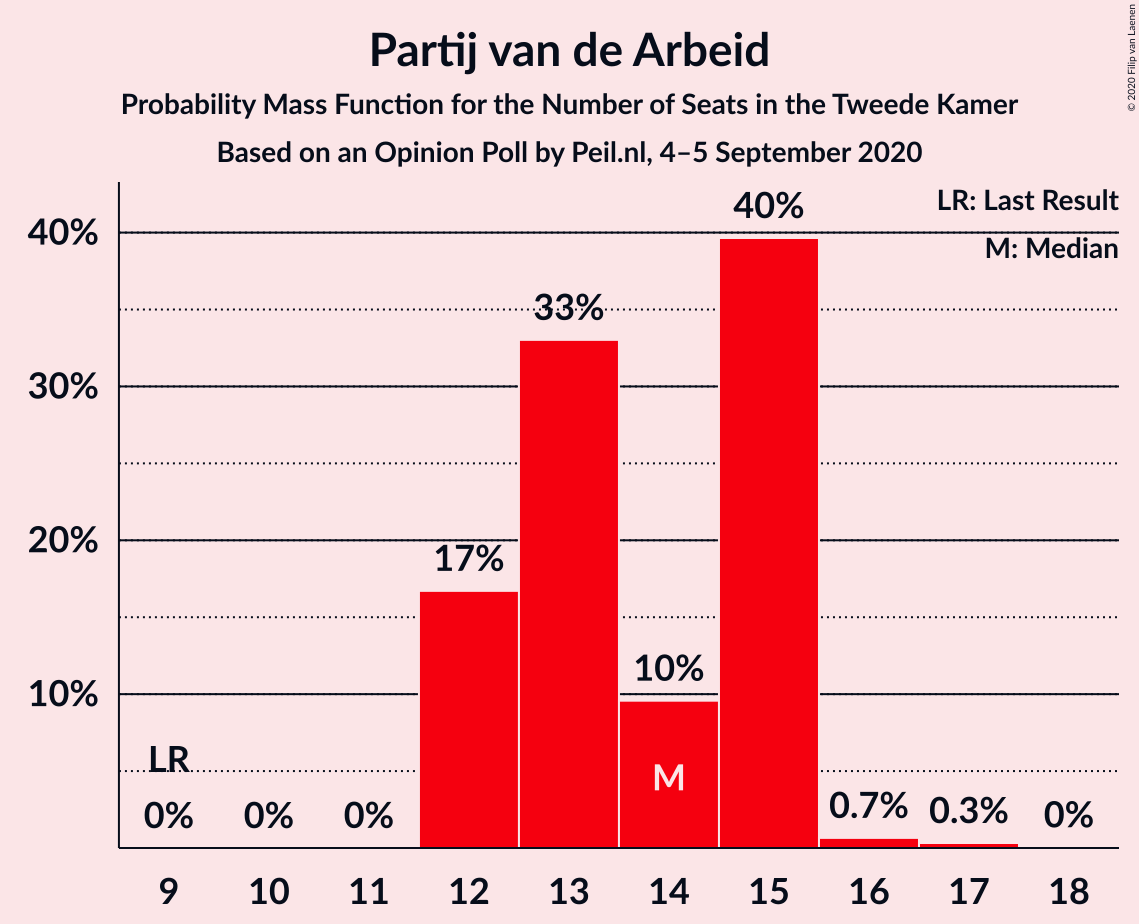 Partij van de Arbeid
Probability Mass Function for the Number of Seats in the Tweede Kamer
Based on an Opinion Poll by Peil.nl, 4–5 September 2020
© 2020 Filip van Laenen
LR: Last Result
M: Median
40%
30%
20%
10%
LR
0%
0%
0%
17%
33%
10%
M
40%
0.7%
0.3%
0%
9 10 11 12 13 14 15 16 17 18